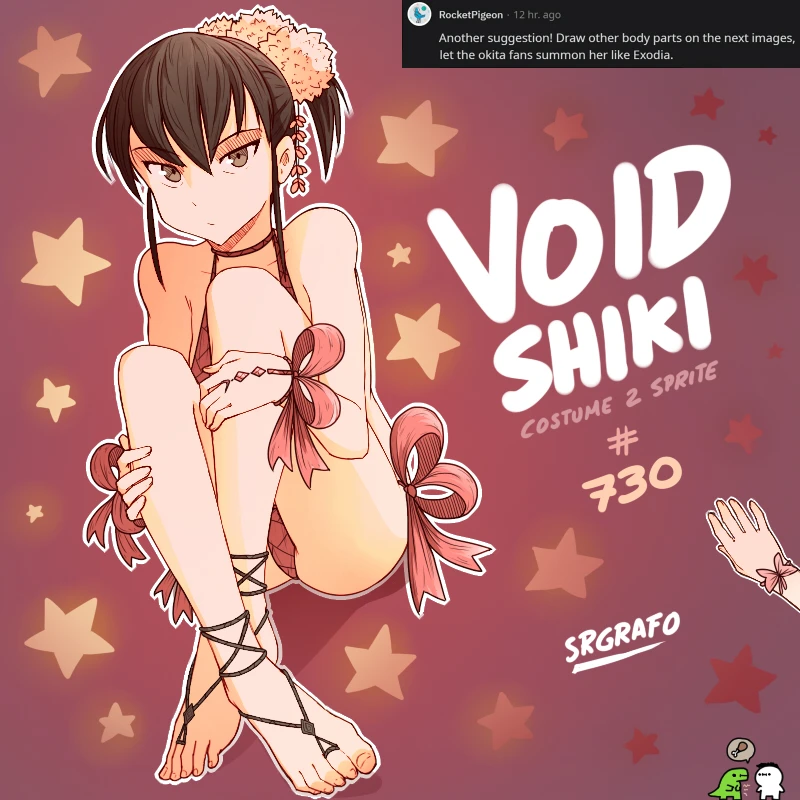 RocketPigeon · 12 hr. ago
Another suggestion! Draw other body parts on the next images,
let the okita fans summon her like Exodia.
VOID
SHIKI
COSTUME 2 SPRITE
#
730
SRGRAFO